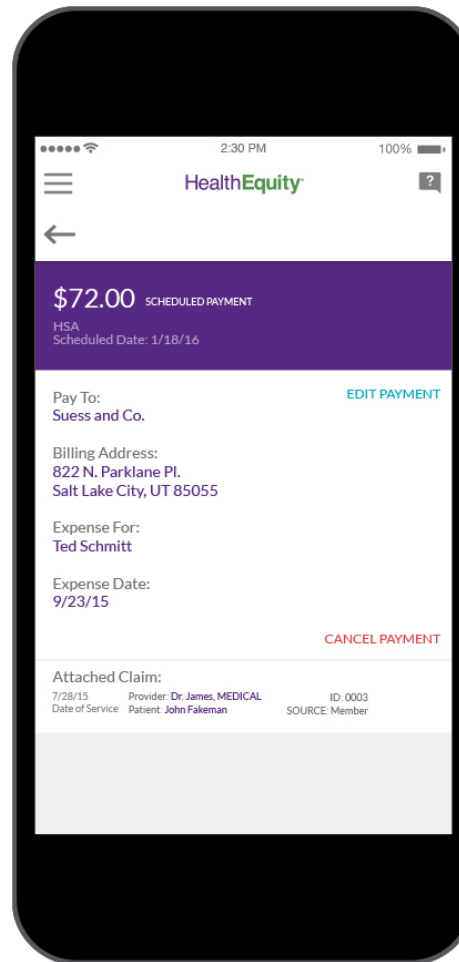 2:30 PM 100%
HealthEquity
?
$72.00 SCHEDULED PAYMENT
HSA
Scheduled Date: 1/18/16
Pay To: EDIT PAYMENT
Suess and Co.
Billing Address:
822 N. Parklane Pl.
Salt Lake City, UT 85055
Expense For:
Ted Schmitt
Expense Date:
9/23/15
CANCEL PAYMENT
Attached Claim:
7/28/15 Provider: Dr. James, MEDICAL ID: 0003
Date of Service Patient: John Fakeman SOURCE: Member